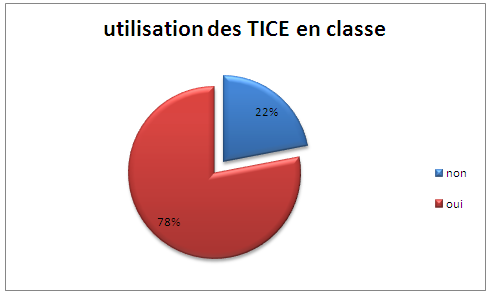 utilisation des TICE en classe
22%
non
oui
78%